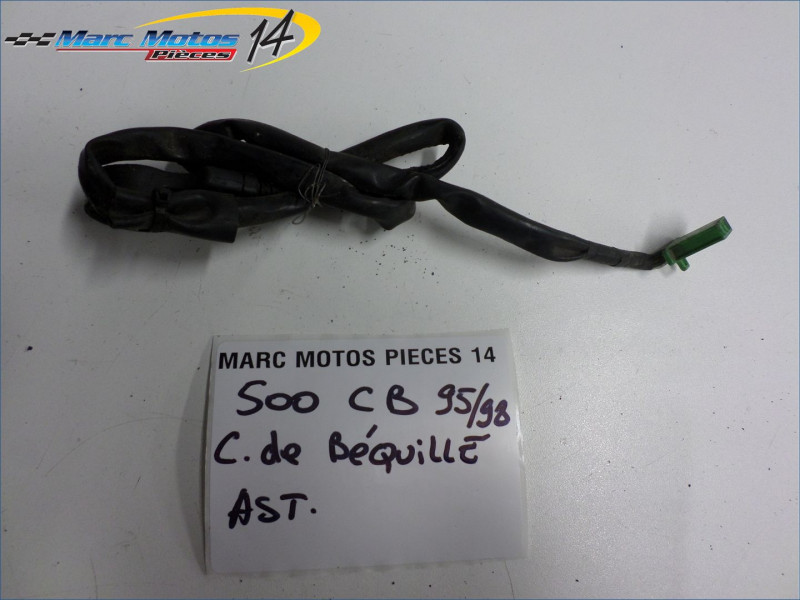 Marc Motos 14
Pièces
MARC MOTOS PIECES 14
500 CB 95/98
C. de BéQUILLE
AST.